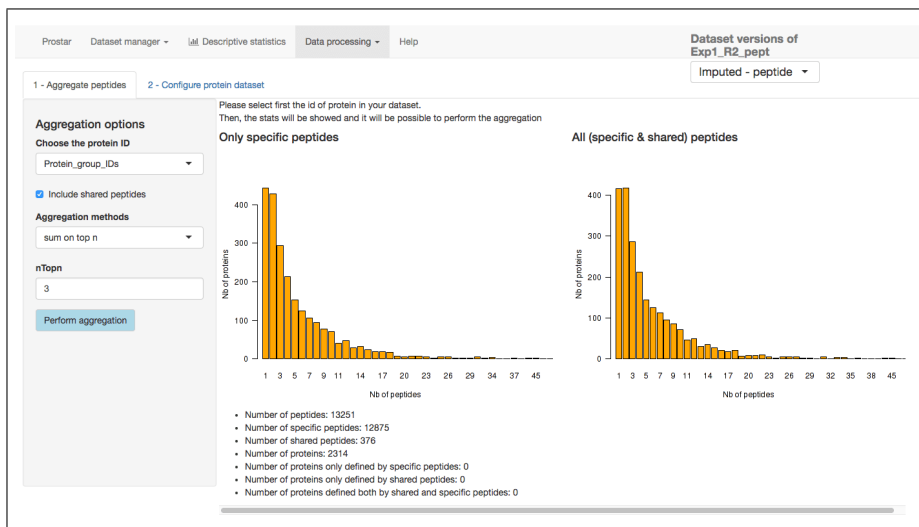 Prostar Dataset manager Descriptive statistics Data processing Help
Dataset versions of
Exp1_R2_pept
Imputed - peptide
1 - Aggregate peptides 2 - Configure protein dataset
Please select first the id of protein in your dataset.
Then, the stats will be showed and it will be possible to perform the aggregation
Aggregation options
Choose the protein ID
Protein_group_IDs
Include shared peptides
Aggregation methods
sum on top n
nTopn
3
Perform aggregation
Only specific peptides
400
300
200
100
0
Nb of proteins
1 3 5 7 9 11 14 17 20 23 26 29 34 37 45
Nb of peptides
All (specific & shared) peptides
400
300
200
100
0
Nb of proteins
1 3 5 7 9 11 14 17 20 23 26 29 32 35 38 45
Nb of peptides
• Number of peptides: 13251
• Number of specific peptides: 12875
• Number of shared peptides: 376
• Number of proteins: 2314
• Number of proteins only defined by specific peptides: 0
• Number of proteins only defined by shared peptides: 0
• Number of proteins defined both by shared and specific peptides: 0